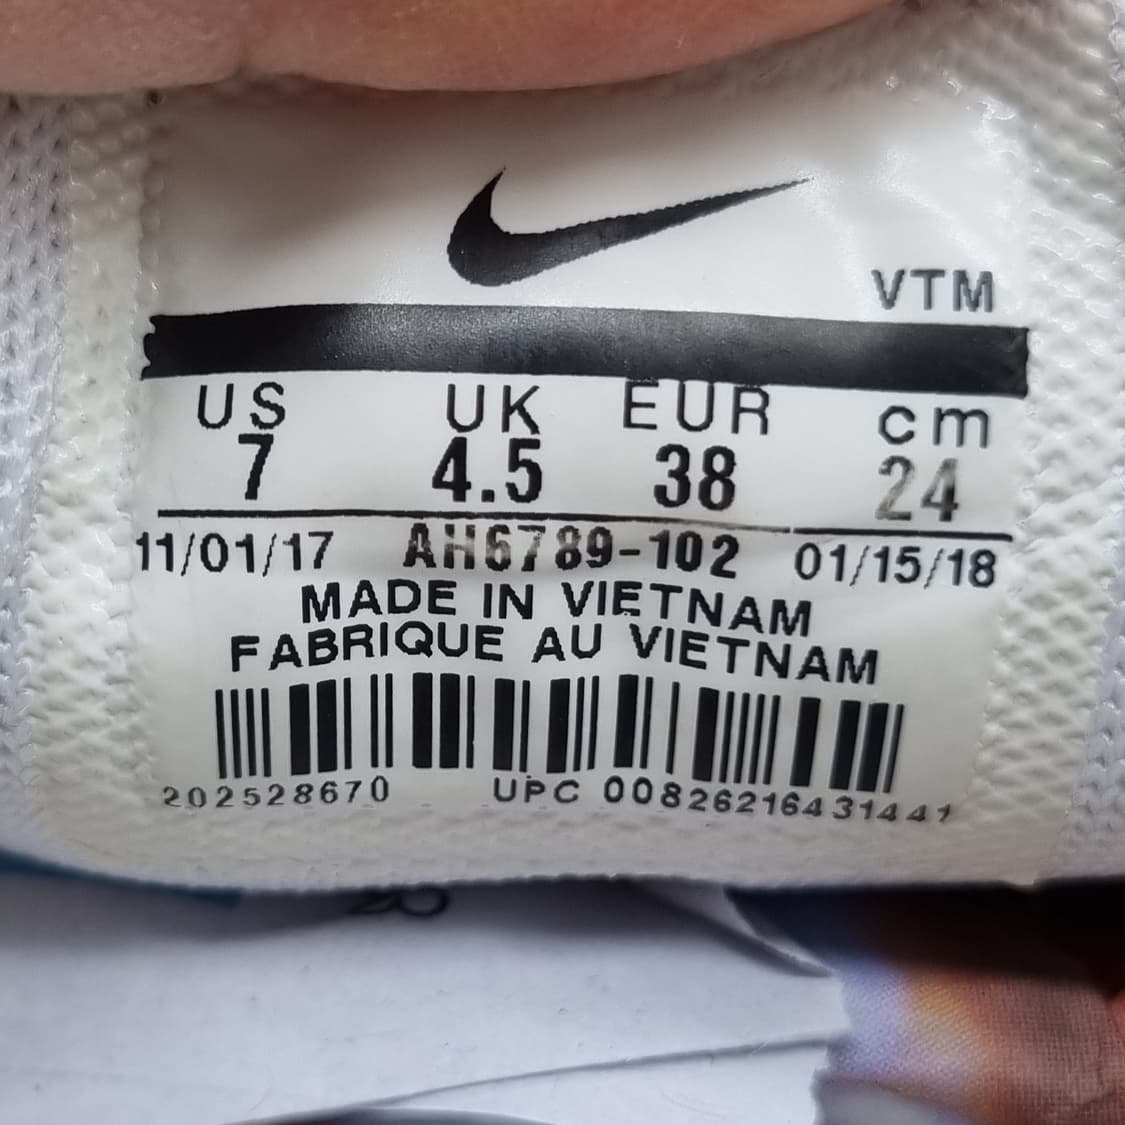 VTM
US UK EUR cm
7 4.5 38 24
11/01/17 AH6789-102 01/15/18
MADE IN VIETNAM
FABRIQUE AU VIETNAM
202528670 UPC 00826216431441